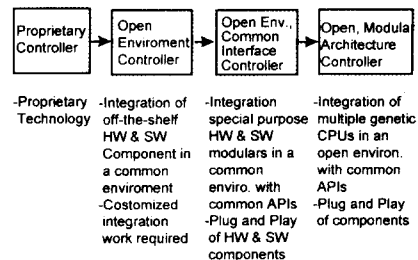 Proprietary
Controller
Open
Enviroment
Controller
Open Env.,
Common
Interface
Controller
Open, Modular
Architecture
Controller
-Proprietary
Technology
-Integration of
off-the-shelf
HW & SW
Component in
a common
enviroment
-Costomized
integration
work required
-Integration
special purpose
HW & SW
modulars in a
common
enviro. with
common APIs
-Plug and Play
of HW & SW
components
-Integration of
multiple genetic
CPUs in an
open environ.
with common
APIs
-Plug and Play
of components